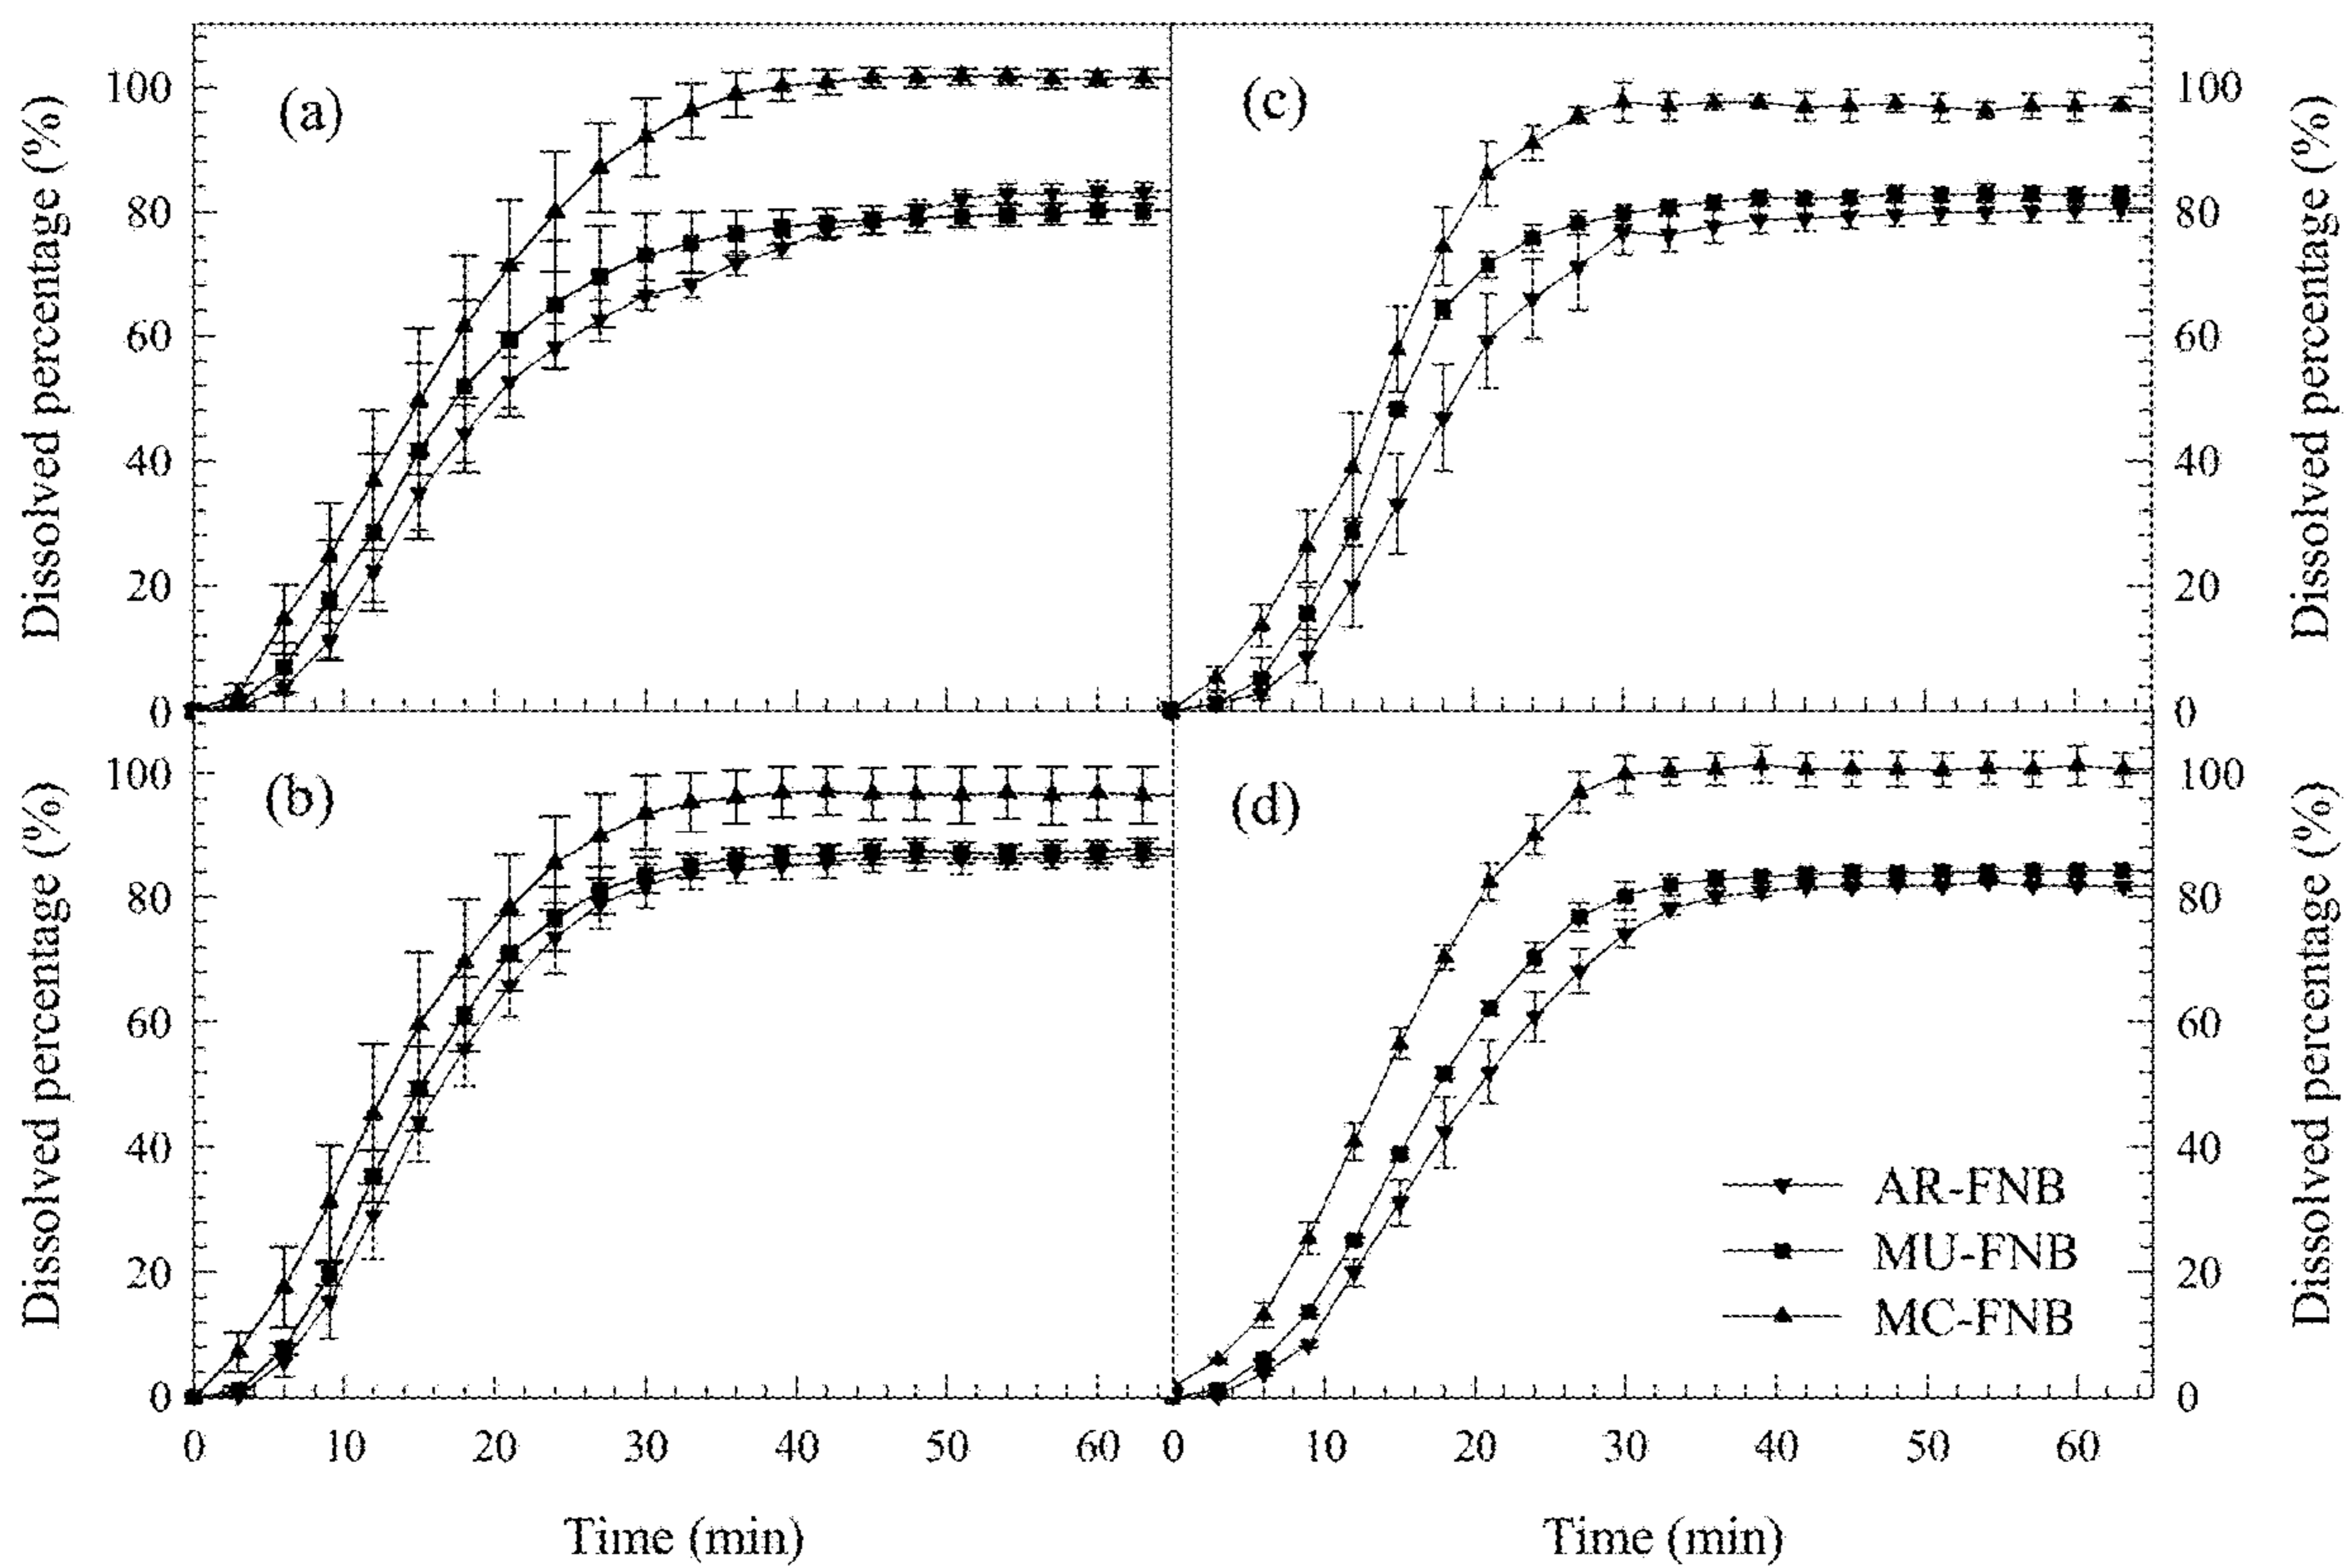 Dissolved percentage (%)
100
80
60
40
20
0
(a)
(c)
100
80
60
40
20
0
Dissolved percentage (%)
Dissolved percentage (%)
100
80
60
40
20
0
(b)
(d)
AR-FNB
MU-FNB
MC-FNB
100
80
60
40
20
0
Dissolved percentage (%)
0 10 20 30 40 50 60 0 10 20 30 40 50 60
Time (min) Time (min)